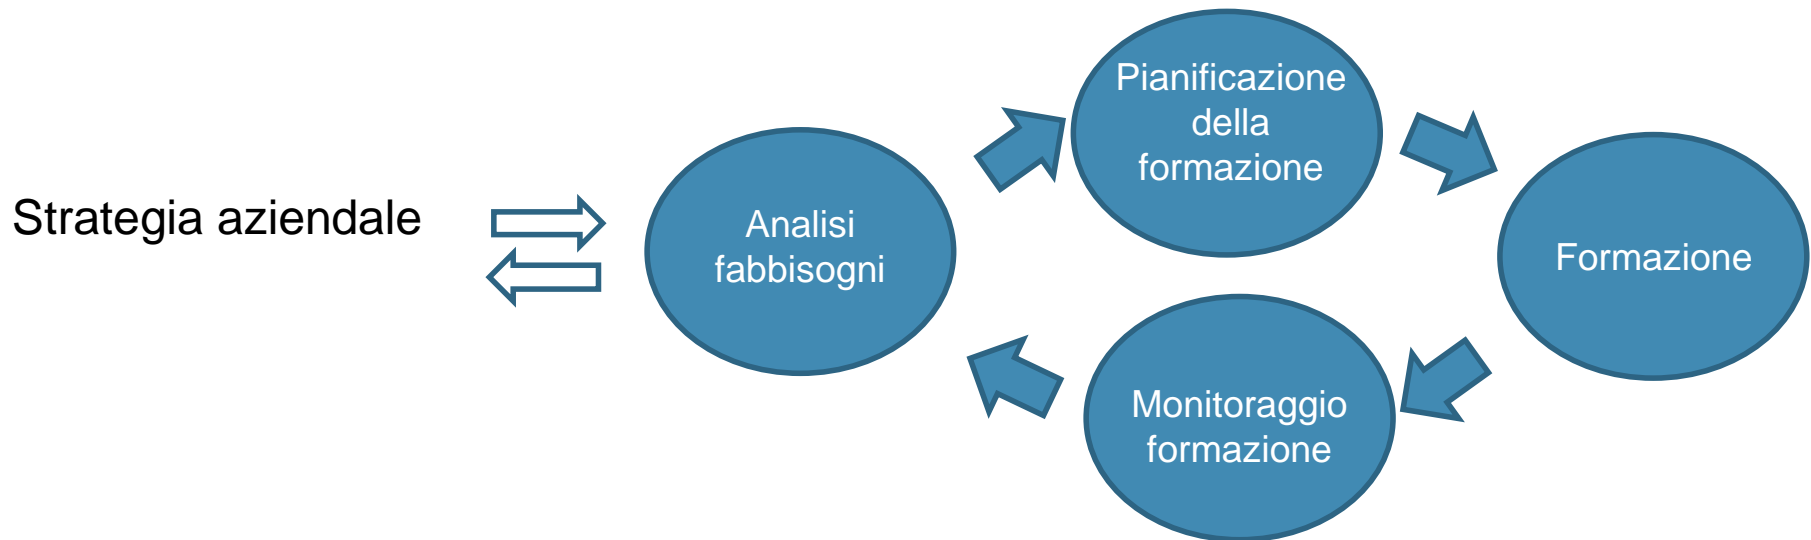 Strategia aziendale
Analisi
fabbisogni
Pianificazione
della
formazione
Formazione
Monitoraggio
formazione